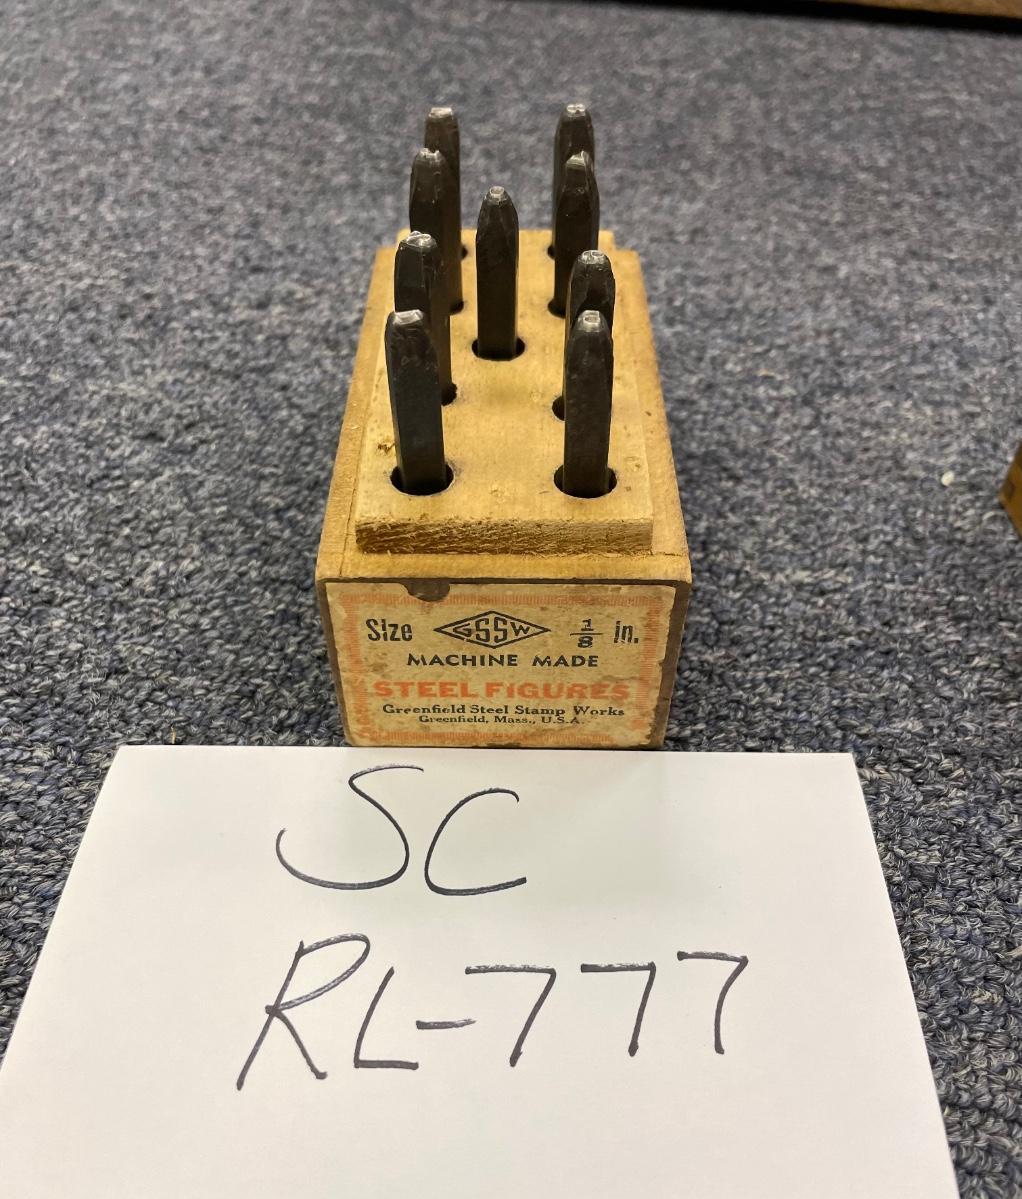 Size GSSW 1/8 in.
MACHINE MADE
STEEL FIGURES
Greenfield Steel Stamp Works
Greenfield, Mass., U.S.A.
SC
RL-777